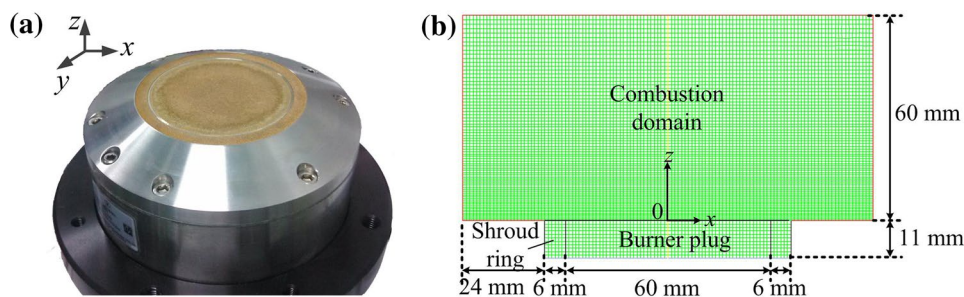 (a)
z
x
y
(b)
Combustion
domain
60 mm
z
0
x
Shroud
ring
Burner plug
11 mm
24 mm
6 mm
60 mm
6 mm